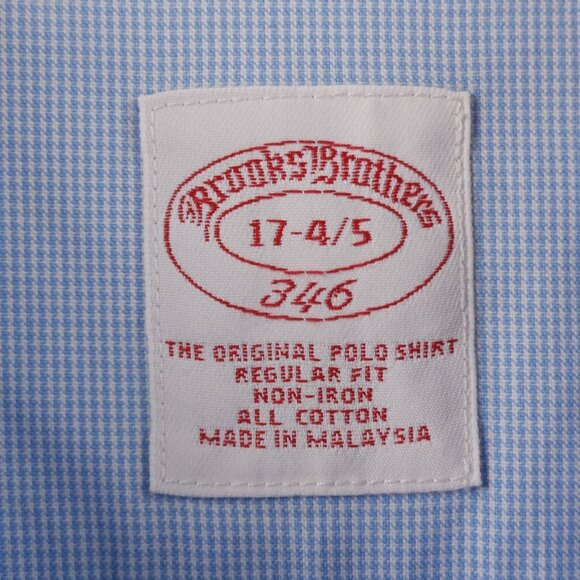 Brooks Brothers
17-4/5
346
THE ORIGINAL POLO SHIRT
REGULAR FIT
NON-IRON
ALL COTTON
MADE IN MALAYSIA